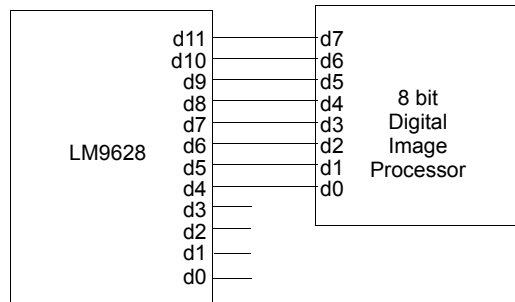 d11
d10
d9
d8
d7
d6
d5
d4
d3
d2
d1
d0
LM9628
d7
d6
d5
d4
d3
d2
d1
d0
8 bit
Digital
Image
Processor